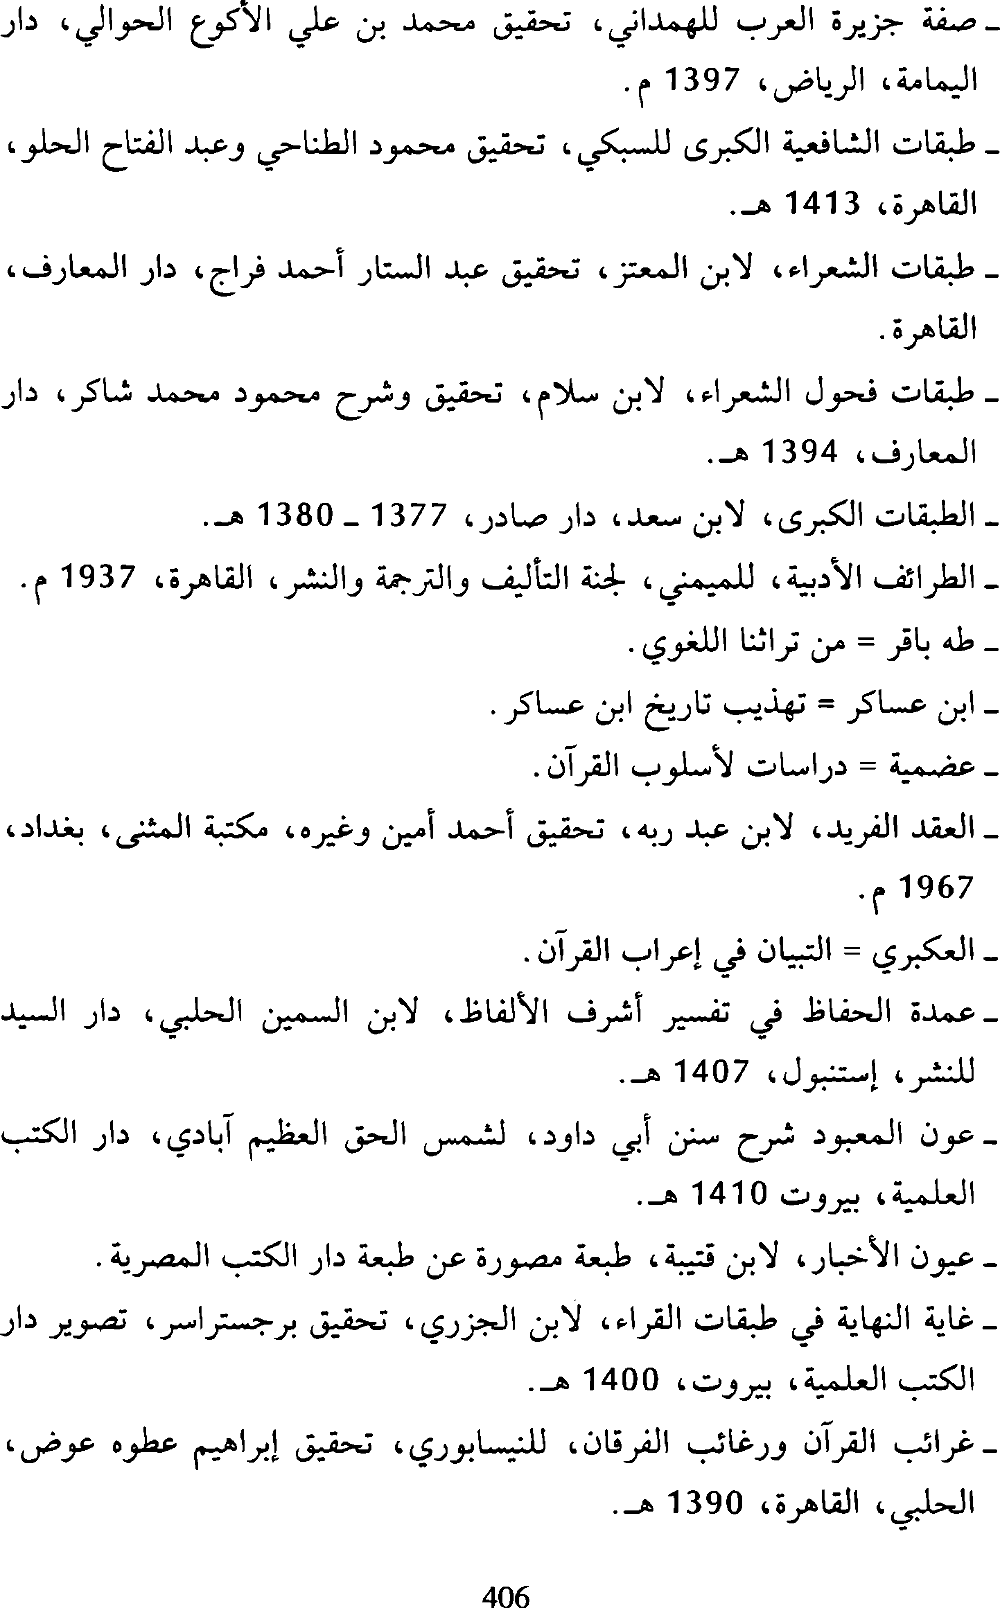 ـ صفة جزيرة العرب للهمداني، تحقيق محمد بن علي الأكوع الحوالي، دار
اليمامة، الرياض، 1397 م.
ـ طبقات الشافعية الكبرى للسبكي، تحقيق محمود الطناحي وعبد الفتاح الحلو،
القاهرة، 1413 هـ.
ـ طبقات الشعراء، لابن المعتز، تحقيق عبد الستار أحمد فراج، دار المعارف،
القاهرة.
ـ طبقات فحول الشعراء، لابن سلام، تحقيق وشرح محمود محمد شاكر، دار
المعارف، 1394 هـ.
ـ الطبقات الكبرى، لابن سعد، دار صادر، 1377 ـ 1380 هـ.
ـ الطرائف الأدبية، للميمني، لجنة التأليف والترجمة والنشر، القاهرة، 1937 م.
ـ طه باقر = من تراثنا اللغوي.
ـ ابن عساكر = تهذيب تاريخ ابن عساكر.
ـ عضمية = دراسات لأسلوب القرآن.
ـ العقد الفريد، لابن عبد ربه، تحقيق أحمد أمين وغيره، مكتبة المثنى، بغداد،
1967 م.
ـ العكبري = التبيان في إعراب القرآن.
ـ عمدة الحفاظ في تفسير أشرف الألفاظ، لابن السمين الحلبي، دار السيد
للنشر، إستنبول، 1407 هـ.
ـ عون المعبود شرح سنن أبي داود، لشمس الحق العظيم آبادي، دار الكتب
العلمية، بيروت 1410 هـ.
ـ عيون الأخبار، لابن قتيبة، طبعة مصورة عن طبعة دار الكتب المصرية.
ـ غاية النهاية في طبقات القراء، لابن الجزري، تحقيق برجستراسر، تصوير دار
الكتب العلمية، بيروت، 1400 هـ.
ـ غرائب القرآن ورغائب الفرقان، للنيسابوري، تحقيق إبراهيم عطوه عوض،
الحلبي، القاهرة، 1390 هـ.
406